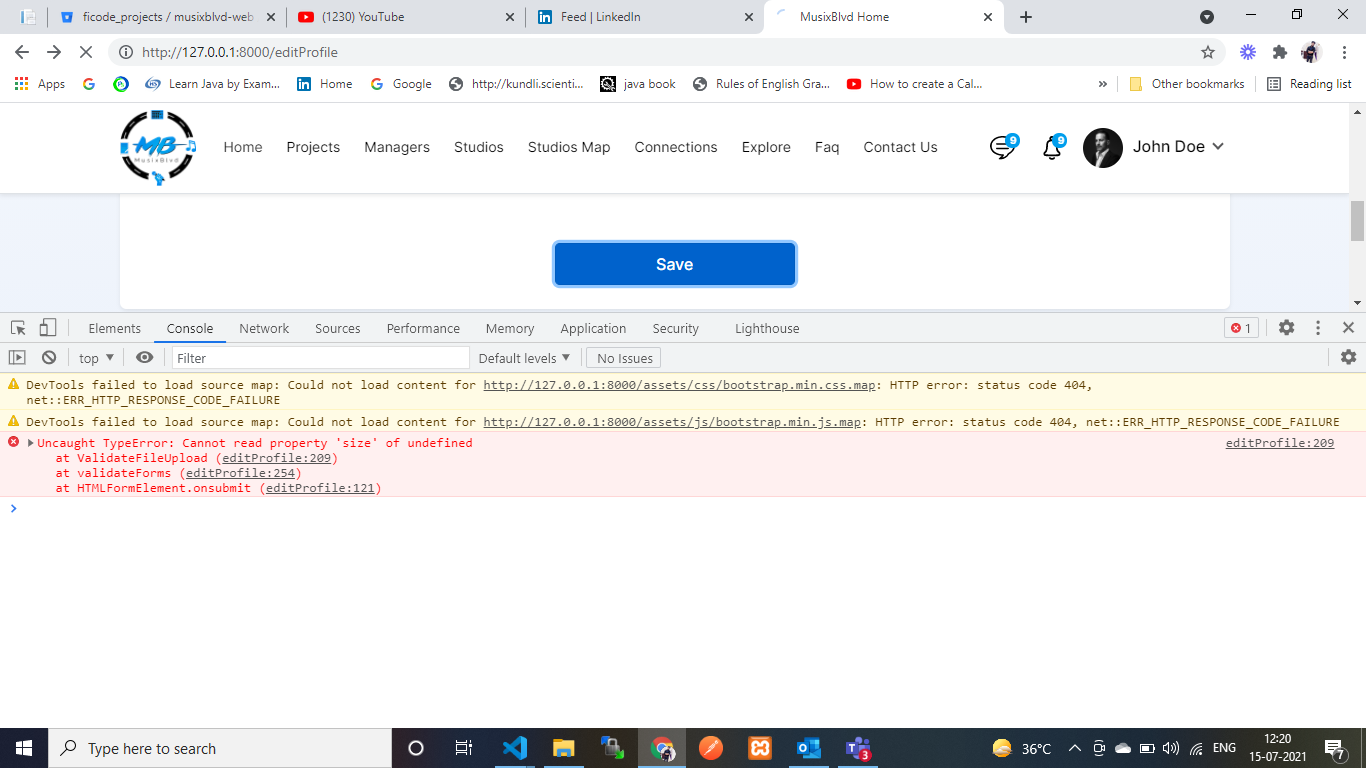 ficode_projects / musixblvd-web
(1230) YouTube
Feed | LinkedIn
MusixBlvd Home
http://127.0.0.1:8000/editProfile
Apps
Learn Java by Exam...
Home
Google
http://kundli.scienti...
java book
Rules of English Gra...
How to create a Cal...
»
Other bookmarks
Reading list
MB
MusixBlvd
Home
Projects
Managers
Studios
Studios Map
Connections
Explore
Faq
Contact Us
9
9
John Doe
Save
Elements
Console
Network
Sources
Performance
Memory
Application
Security
Lighthouse
1
top
Filter
Default levels
No Issues
DevTools failed to load source map: Could not load content for http://127.0.0.1:8000/assets/css/bootstrap.min.css.map: HTTP error: status code 404,
net::ERR_HTTP_RESPONSE_CODE_FAILURE
DevTools failed to load source map: Could not load content for http://127.0.0.1:8000/assets/js/bootstrap.min.js.map: HTTP error: status code 404, net::ERR_HTTP_RESPONSE_CODE_FAILURE
Uncaught TypeError: Cannot read property 'size' of undefined
editProfile:209
at ValidateFileUpload (editProfile:209)
at validateForms (editProfile:254)
at HTMLFormElement.onsubmit (editProfile:121)
Type here to search
3
36°C
ENG
12:20
15-07-2021
7